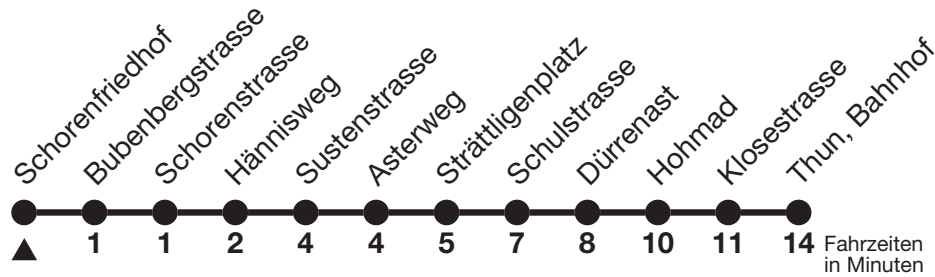 Schorenfriedhof
Bubenbergstrasse
Schorenstrasse
Hännisweg
Sustenstrasse
Asterweg
Strättligenplatz
Schulstrasse
Dürrenast
Hohmad
Klosestrasse
Thun, Bahnhof
1 1 2 4 4 5 7 8 10 11 14 Fahrzeiten
in Minuten